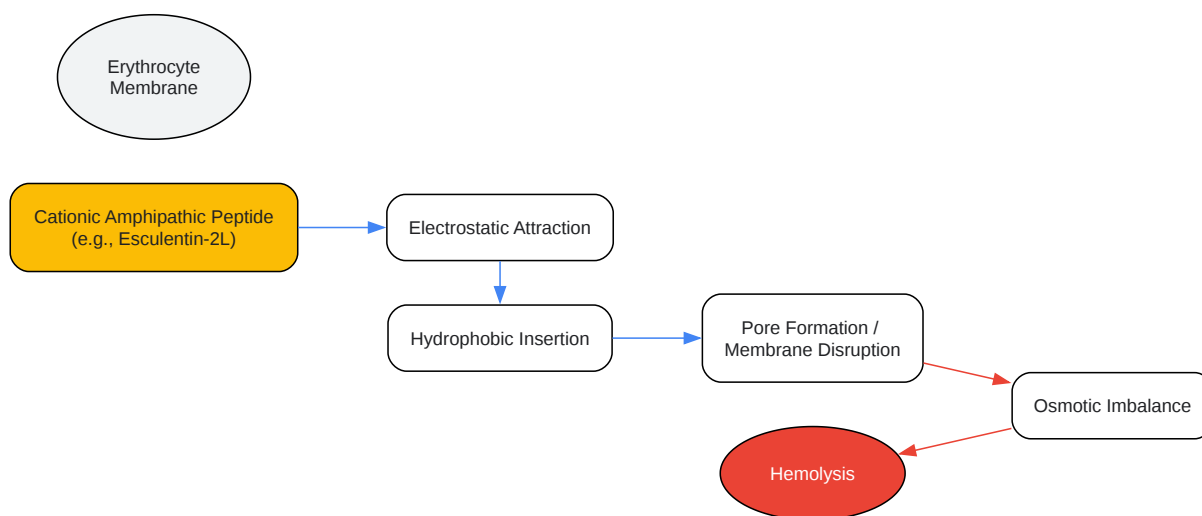 Erythrocyte
Membrane
Cationic Amphipathic Peptide
(e.g., Esculentin-2L)
Electrostatic Attraction
Hydrophobic Insertion
Pore Formation /
Membrane Disruption
Osmotic Imbalance
Hemolysis